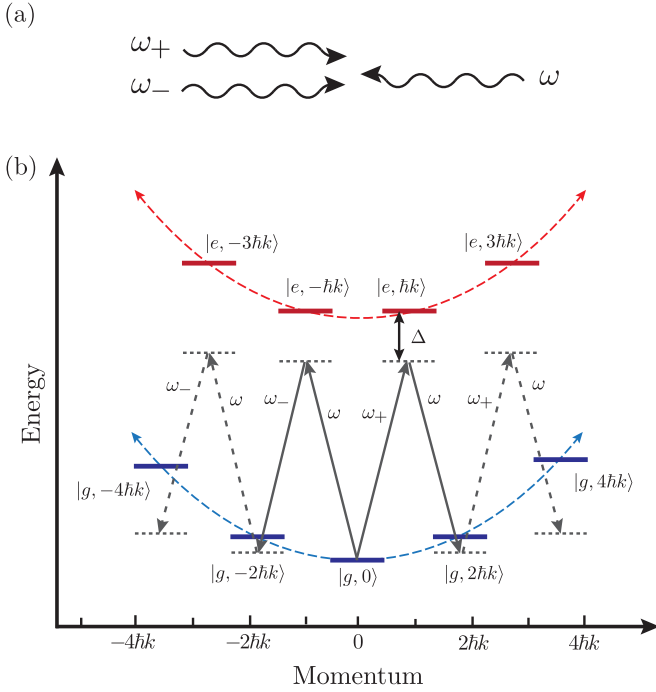 (a)
ω₊
ω₋
ω
(b)
Energy
|e, −3ħk⟩
|e, 3ħk⟩
|e, −ħk⟩
|e, ħk⟩
Δ
ω₋
ω
ω₋
ω
ω₊
ω
ω₊
ω
|g, −4ħk⟩
|g, 4ħk⟩
|g, −2ħk⟩
|g, 0⟩
|g, 2ħk⟩
−4ħk
−2ħk
0
2ħk
4ħk
Momentum